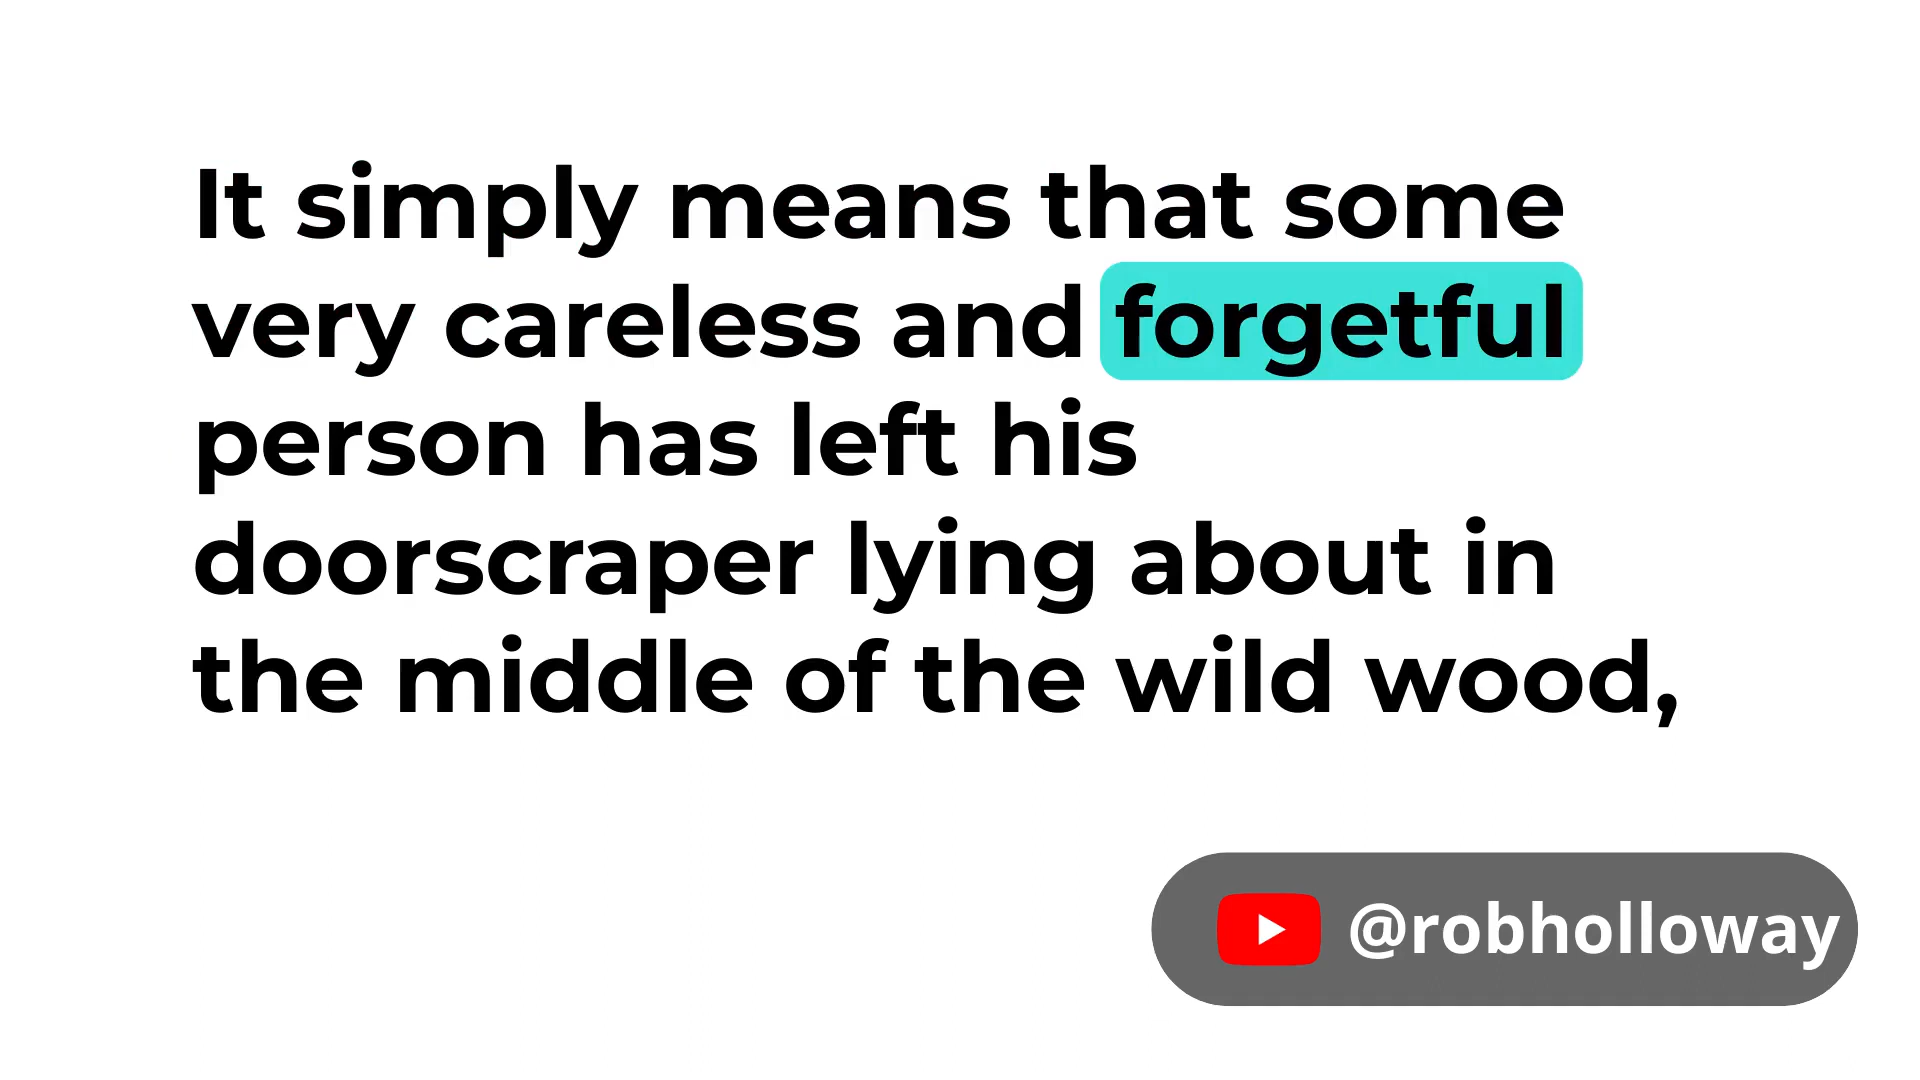 It simply means that some
very careless and forgetful
person has left his
doorscraper lying about in
the middle of the wild wood,
@robholloway